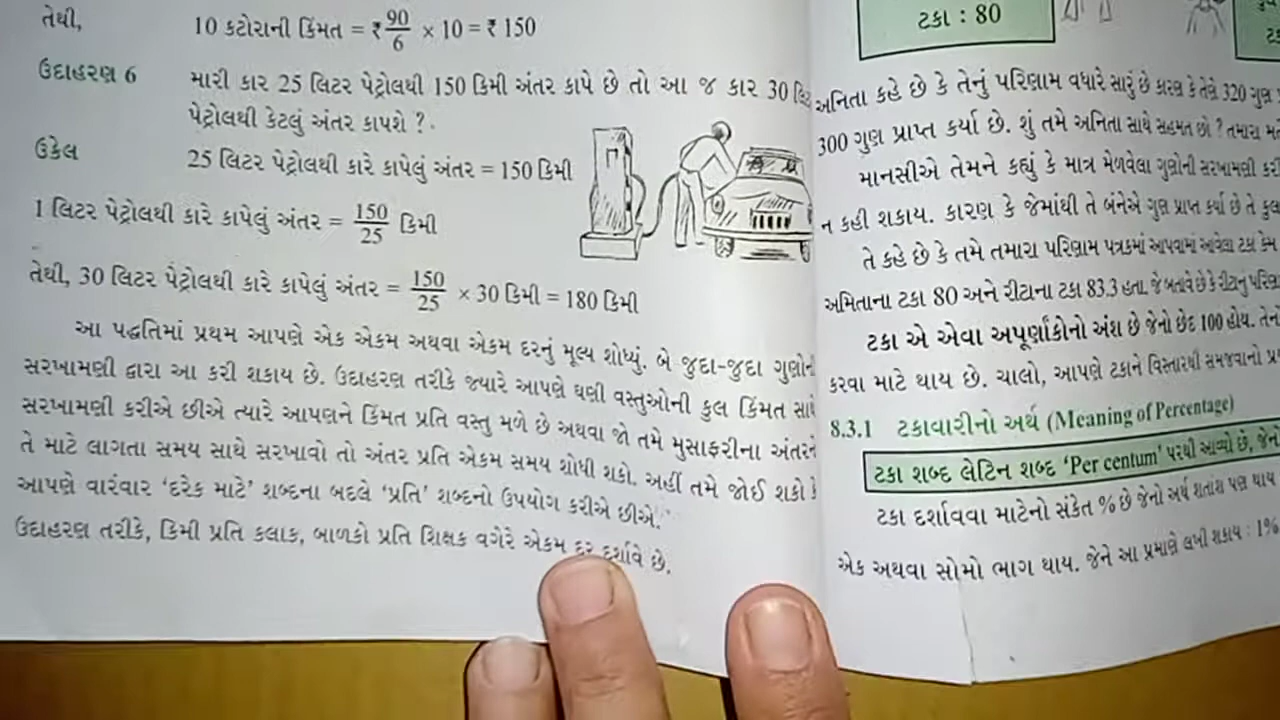 તેથી, 10 કટોરાની કિંમત = ₹ 90/6 × 10 = ₹ 150
ઉદાહરણ 6 મારી કાર 25 લિટર પેટ્રોલથી 150 કિમી અંતર કાપે છે તો આ જ કાર 30
પેટ્રોલથી કેટલું અંતર કાપશે ?
ઉકેલ 25 લિટર પેટ્રોલથી કારે કાપેલું અંતર = 150 કિમી
1 લિટર પેટ્રોલથી કારે કાપેલું અંતર = 150/25 કિમી
તેથી, 30 લિટર પેટ્રોલથી કારે કાપેલું અંતર = 150/25 × 30 કિમી = 180 કિમી
આ પદ્ધતિમાં પ્રથમ આપણે એક એકમ અથવા એકમ દરનું મૂલ્ય શોધ્યું. બે જુદા-જુદા ગુણોની
સરખામણી દ્વારા આ કરી શકાય છે. ઉદાહરણ તરીકે જ્યારે આપણે ઘણી વસ્તુઓની કુલ કિંમત સાથે
સરખામણી કરીએ છીએ ત્યારે આપણને કિંમત પ્રતિ વસ્તુ મળે છે અથવા જો તમે મુસાફરીના અંતરને
તે માટે લાગતા સમય સાથે સરખાવો તો અંતર પ્રતિ એકમ સમય શોધી શકો. અહીં તમે જોઈ શકો કે
આપણે વારંવાર ‘દરેક માટે’ શબ્દના બદલે ‘પ્રતિ’ શબ્દનો ઉપયોગ કરીએ છીએ.
ઉદાહરણ તરીકે, કિમી પ્રતિ કલાક, બાળકો પ્રતિ શિક્ષક વગેરે એકમ દર દર્શાવે છે.
ટકા : 80
અનિતા કહે છે કે તેનું પરિણામ વધારે સારું છે કારણ કે તેણે 320 ગુણ
300 ગુણ પ્રાપ્ત કર્યા છે. શું તમે અનિતા સાથે સહમત છો ? તમારા
માનસીએ તેમને કહ્યું કે માત્ર મેળવેલા ગુણોની સરખામણી કરી
ન કહી શકાય. કારણ કે જેમાંથી તે બંનેએ ગુણ પ્રાપ્ત કર્યા છે તે કુલ
તે કહે છે કે તમે તમારા પરિણામ પત્રકમાં આપવામાં આવેલા ટકા કેમ
અમિતાના ટકા 80 અને રીટાના ટકા 83.3 હતા. જે બતાવે છે કે રીટાનું
ટકા એ એવા અપૂર્ણાંકોનો અંશ છે જેનો છેદ 100 હોય. તેનો
કરવા માટે થાય છે. ચાલો, આપણે ટકાને વિસ્તારથી સમજવાનો
8.3.1 ટકાવારીનો અર્થ (Meaning of Percentage)
ટકા શબ્દ લેટિન શબ્દ ‘Per centum’ પરથી આવ્યો છે, જેનો
ટકા દર્શાવવા માટેનો સંકેત % છે જેનો અર્થ શતાંશ પણ થાય
એક અથવા સોમો ભાગ થાય. જેને આ પ્રમાણે લખી શકાય : 1%